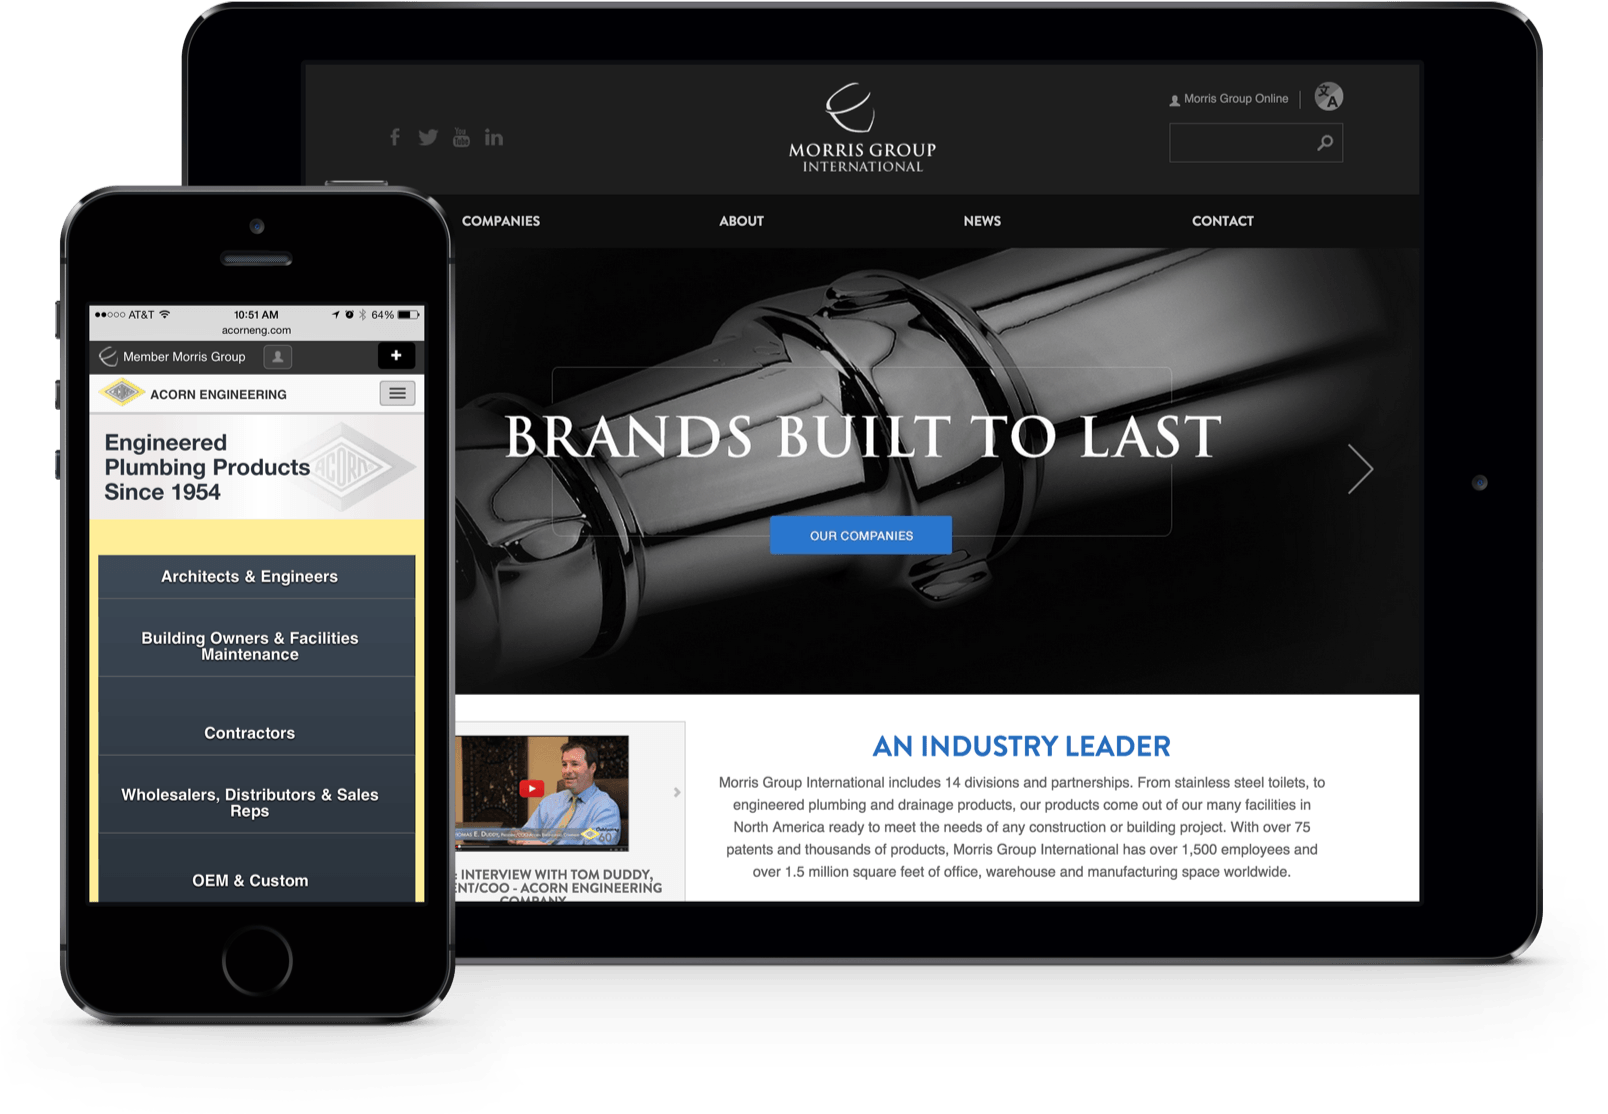 Morris Group Online
MORRIS GROUP
INTERNATIONAL
COMPANIES
ABOUT
NEWS
CONTACT
BRANDS BUILT TO LAST
OUR COMPANIES
INTERVIEW WITH TOM DUDDY,
ENT/COO - ACORN ENGINEERING
COMPANY
AN INDUSTRY LEADER
Morris Group International includes 14 divisions and partnerships. From stainless steel toilets, to
engineered plumbing and drainage products, our products come out of our many facilities in
North America ready to meet the needs of any construction or building project. With over 75
patents and thousands of products, Morris Group International has over 1,500 employees and
over 1.5 million square feet of office, warehouse and manufacturing space worldwide.
AT&T
10:51 AM
64%
acorneng.com
Member Morris Group
+
ACORN ENGINEERING
Engineered
Plumbing Products
Since 1954
ACORN
Architects & Engineers
Building Owners & Facilities
Maintenance
Contractors
Wholesalers, Distributors & Sales
Reps
OEM & Custom